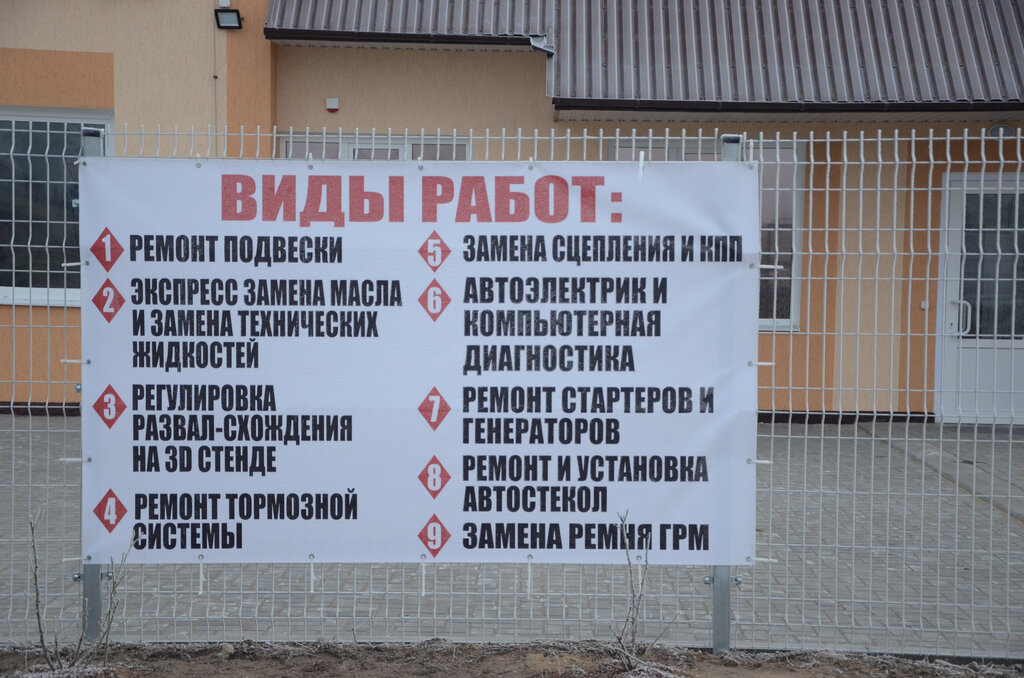 ВИДЫ РАБОТ:
1 РЕМОНТ ПОДВЕСКИ
2 ЭКСПРЕСС ЗАМЕНА МАСЛА
И ЗАМЕНА ТЕХНИЧЕСКИХ
ЖИДКОСТЕЙ
3 РЕГУЛИРОВКА
РАЗВАЛ-СХОЖДЕНИЯ
НА 3D СТЕНДЕ
4 РЕМОНТ ТОРМОЗНОЙ
СИСТЕМЫ
5 ЗАМЕНА СЦЕПЛЕНИЯ И КПП
6 АВТОЭЛЕКТРИК И
КОМПЬЮТЕРНАЯ
ДИАГНОСТИКА
7 РЕМОНТ СТАРТЕРОВ И
ГЕНЕРАТОРОВ
8 РЕМОНТ И УСТАНОВКА
АВТОСТЕКОЛ
9 ЗАМЕНА РЕМНЯ ГРМ